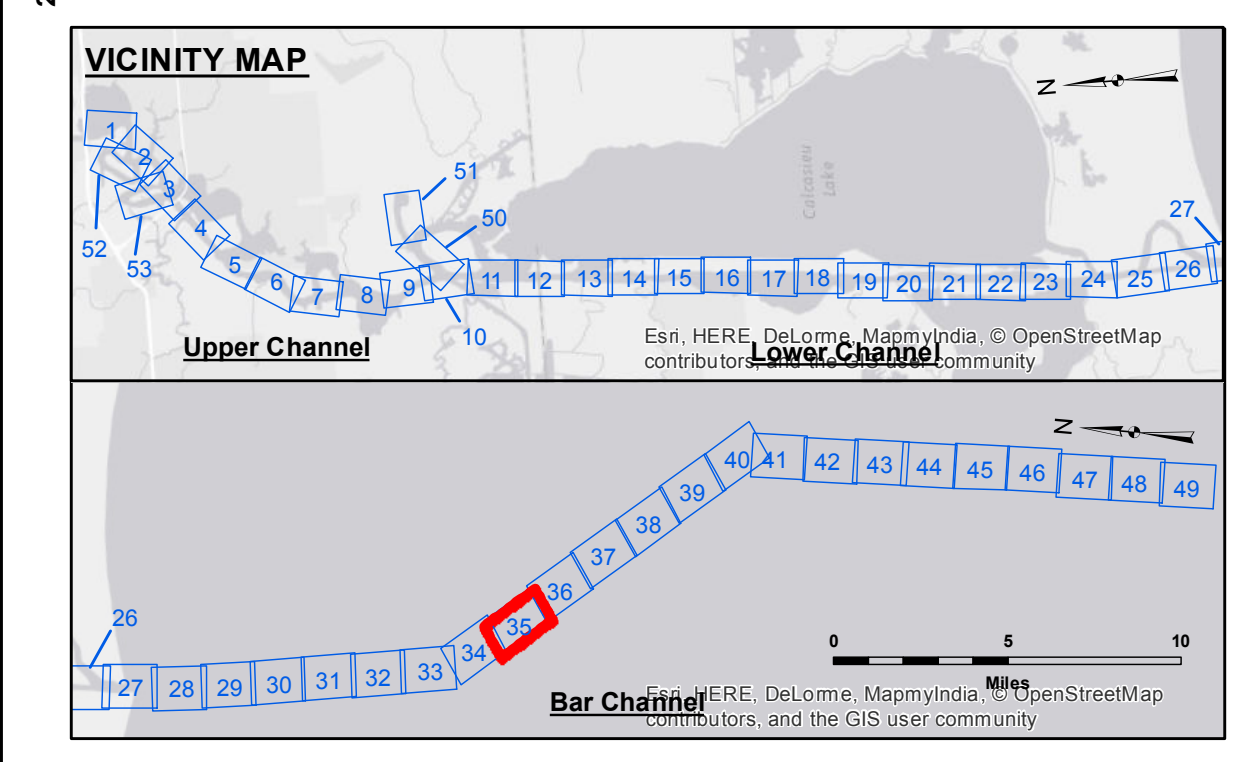 VICINITY MAP
N
1
2
3
52
53
4
5
6
7
8
9
10
51
50
11 12 13 14 15 16 17 18 19 20 21 22 23 24 25 26
27
Calcasieu
Lake
Upper Channel
Lower Channel
Esri, HERE, DeLorme, MapmyIndia, © OpenStreetMap
contributors, and the GIS user community
N
26
27 28 29 30 31 32 33 34 35 36 37 38 39 40 41 42 43 44 45 46 47 48 49
0 5 10
Miles
Bar Channel
Esri, HERE, DeLorme, MapmyIndia, © OpenStreetMap
contributors, and the GIS user community